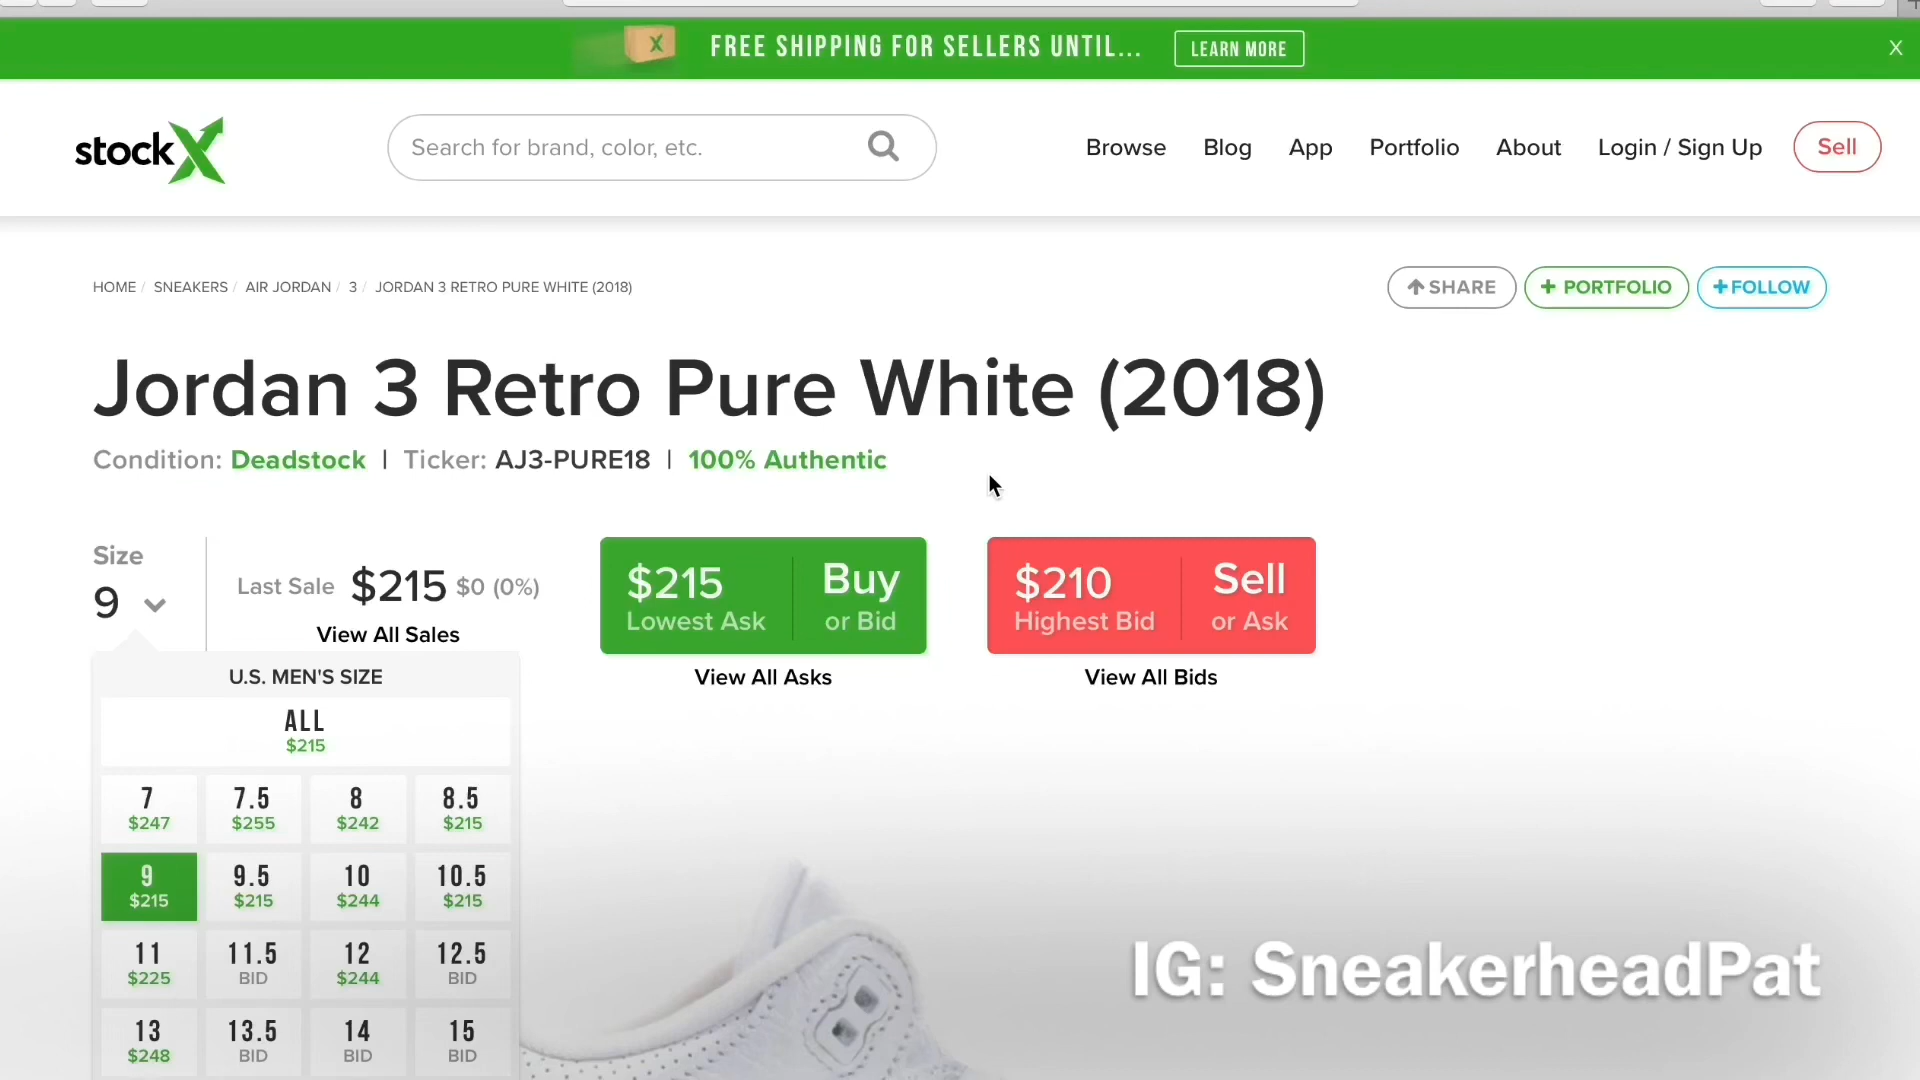 X FREE SHIPPING FOR SELLERS UNTIL... LEARN MORE X
stockX Search for brand, color, etc. Browse Blog App Portfolio About Login / Sign Up Sell
HOME / SNEAKERS / AIR JORDAN / 3 / JORDAN 3 RETRO PURE WHITE (2018) SHARE + PORTFOLIO +FOLLOW
Jordan 3 Retro Pure White (2018)
Condition: Deadstock | Ticker: AJ3-PURE18 | 100% Authentic
Size
9
Last Sale $215 $0 (0%)
View All Sales
$215 Buy
Lowest Ask or Bid
View All Asks
$210 Sell
Highest Bid or Ask
View All Bids
U.S. MEN'S SIZE
ALL
$215
7 7.5 8 8.5
$247 $255 $242 $215
9 9.5 10 10.5
$215 $215 $244 $215
11 11.5 12 12.5
$225 BID $244 BID
13 13.5 14 15
$248 BID BID BID
IG: SneakerheadPat